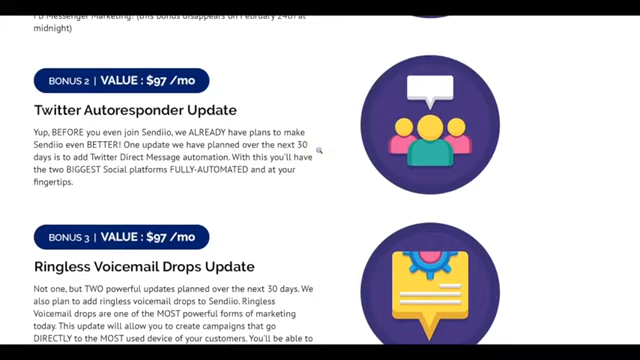 FB Messenger Marketing! (this bonus disappears on February 24th at
midnight)
BONUS 2 | VALUE : $97 /mo
Twitter Autoresponder Update
Yup, BEFORE you even join Sendiio, we ALREADY have plans to make
Sendiio even BETTER! One update we have planned over the next 30
days is to add Twitter Direct Message automation. With this you'll have
the two BIGGEST Social platforms FULLY-AUTOMATED and at your
fingertips.
BONUS 3 | VALUE : $97 /mo
Ringless Voicemail Drops Update
Not one, but TWO powerful updates planned over the next 30 days. We
also plan to add ringless voicemail drops to Sendiio. Ringless
Voicemail drops are one of the MOST powerful forms of marketing
today. This update will allow you to create campaigns that go
DIRECTLY to the MOST used device of your customers. You'll be able to